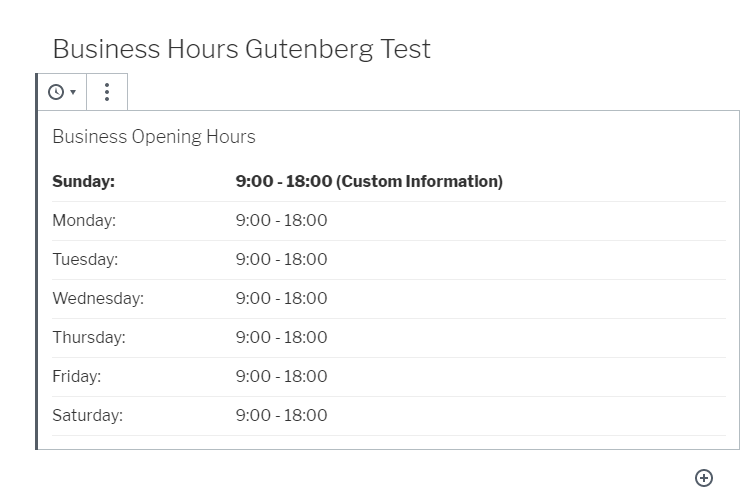 Business Hours Gutenberg Test
Business Opening Hours
Sunday: 9:00 - 18:00 (Custom Information)
Monday: 9:00 - 18:00
Tuesday: 9:00 - 18:00
Wednesday: 9:00 - 18:00
Thursday: 9:00 - 18:00
Friday: 9:00 - 18:00
Saturday: 9:00 - 18:00